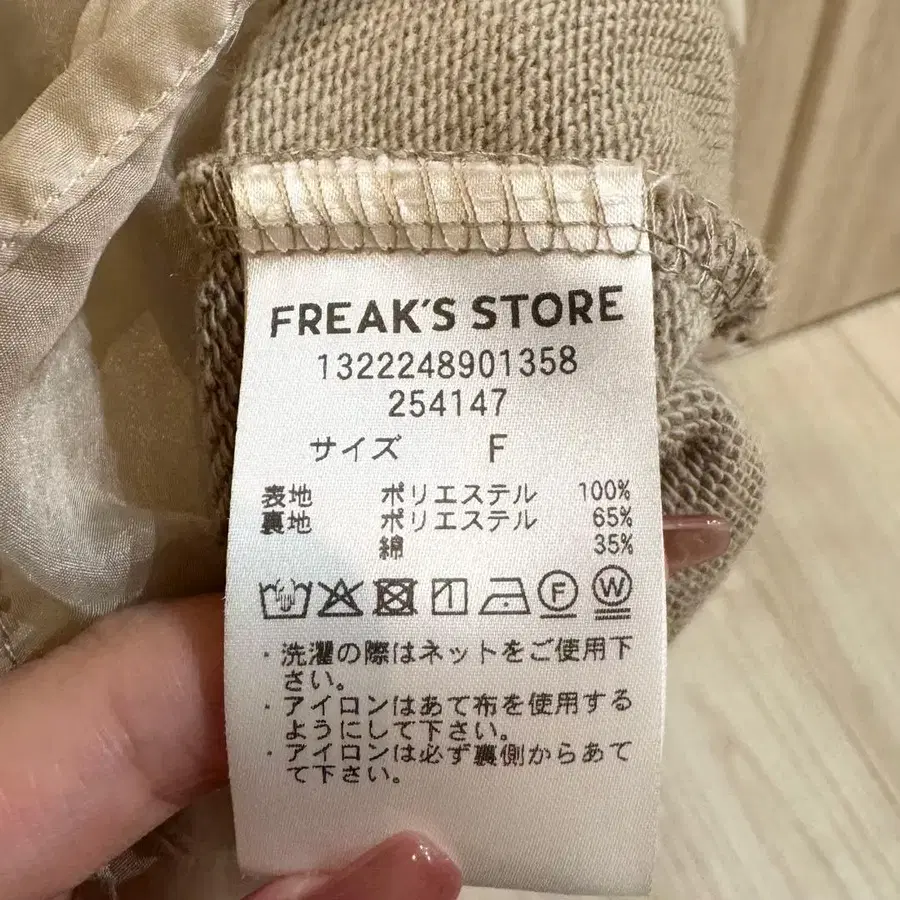 FREAK'S STORE
1322248901358
254147
サイズ F
表地 ポリエステル 100%
裏地 ポリエステル 65%
綿 35%
F W
・洗濯の際はネットをご使用下
さい。
・アイロンはあて布を使用する
ようにして下さい。
・アイロンは必ず裏側からあて
て下さい。